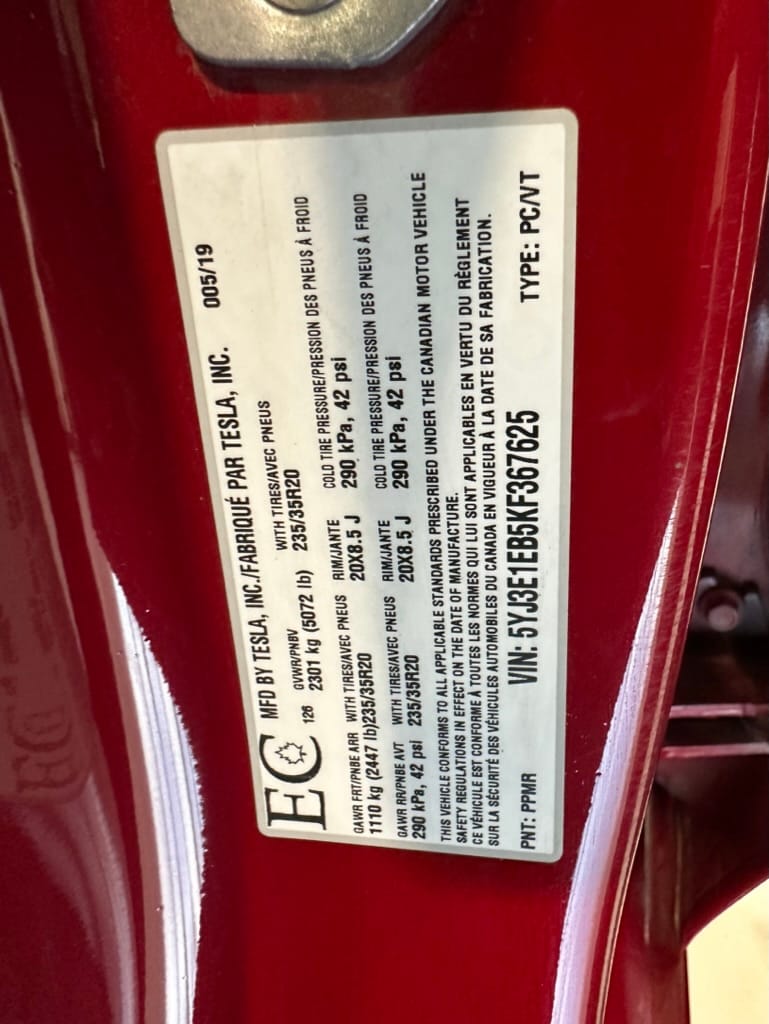 MFD BY TESLA, INC./FABRIQUÉ PAR TESLA, INC. 005/19
EC 126 GVWR/PNBV WITH TIRES/AVEC PNEUS
2301 kg (5072 lb) 235/35R20
GAWR FRT/PNBE ARR WITH TIRES/AVEC PNEUS RIM/JANTE COLD TIRE PRESSURE/PRESSION DES PNEUS À FROID
1110 kg (2447 lb)235/35R20 20X8.5 J 290 kPa, 42 psi
GAWR RR/PNBE AVT WITH TIRES/AVEC PNEUS RIM/JANTE COLD TIRE PRESSURE/PRESSION DES PNEUS À FROID
290 kPa, 42 psi 235/35R20 20X8.5 J 290 kPa, 42 psi
THIS VEHICLE CONFORMS TO ALL APPLICABLE STANDARDS PRESCRIBED UNDER THE CANADIAN MOTOR VEHICLE
SAFETY REGULATIONS IN EFFECT ON THE DATE OF MANUFACTURE.
CE VÉHICULE EST CONFORME À TOUTES LES NORMES QUI LUI SONT APPLICABLES EN VERTU DU RÈGLEMENT
SUR LA SÉCURITÉ DES VÉHICULES AUTOMOBILES DU CANADA EN VIGUEUR À LA DATE DE SA FABRICATION.
PNT: PPMR VIN: 5YJ3E1EB5KF367625 TYPE: PC/VT